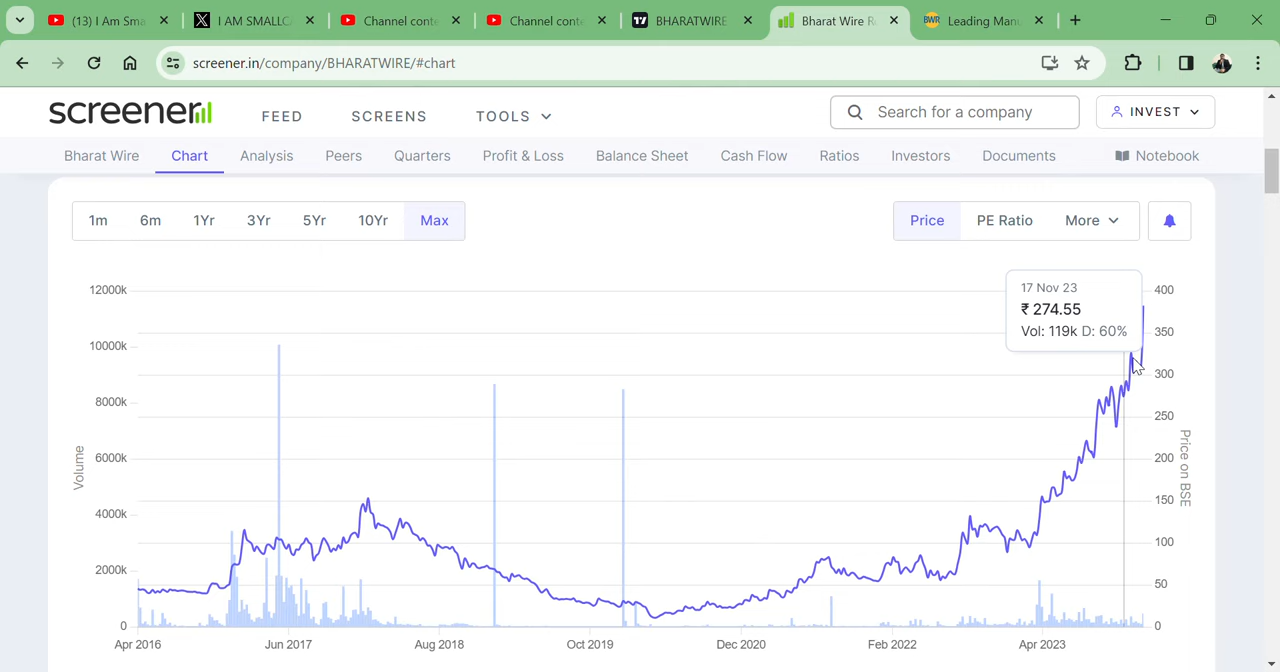 (13) I Am Sma
I AM SMALLC
Channel conte
Channel conte
BHARATWIRE
Bharat Wire R
BWR Leading Man
screener.in/company/BHARATWIRE/#chart
screener
FEED
SCREENS
TOOLS
Search for a company
INVEST
Bharat Wire
Chart
Analysis
Peers
Quarters
Profit & Loss
Balance Sheet
Cash Flow
Ratios
Investors
Documents
Notebook
1m
6m
1Yr
3Yr
5Yr
10Yr
Max
Price
PE Ratio
More
17 Nov 23
₹ 274.55
Vol: 119k D: 60%
12000k
10000k
8000k
6000k
4000k
2000k
0
Volume
400
350
300
250
200
150
100
50
0
Price on BSE
Apr 2016
Jun 2017
Aug 2018
Oct 2019
Dec 2020
Feb 2022
Apr 2023